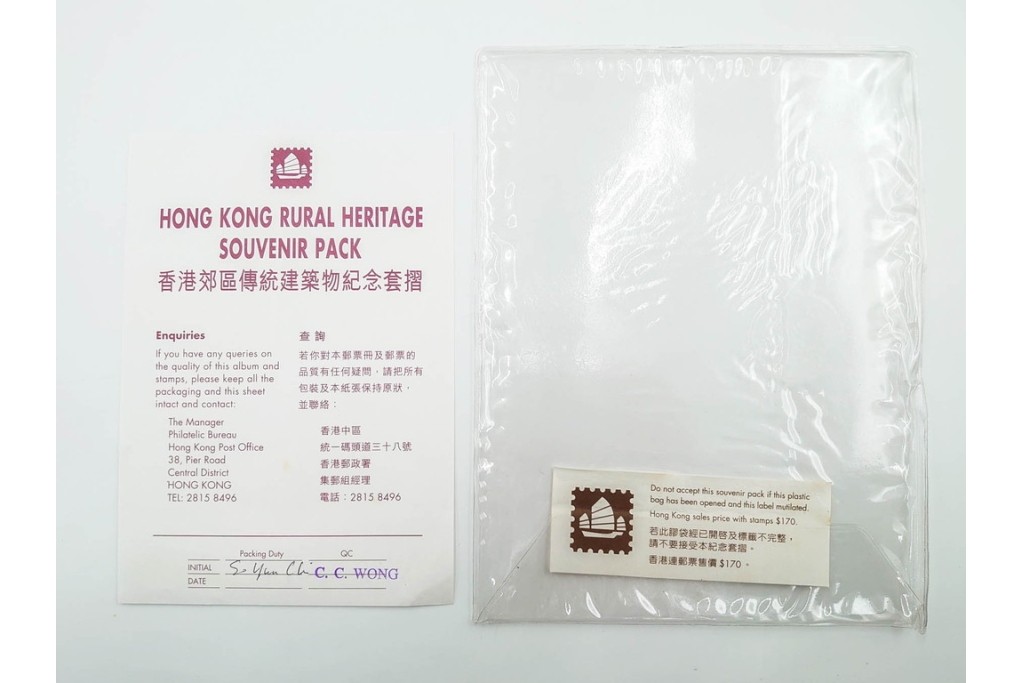 HONG KONG RURAL HERITAGE
SOUVENIR PACK
香港郊區傳統建築物紀念套摺
Enquiries
If you have any queries on
the quality of this album and
stamps, please keep all the
packaging and this sheet
intact and contact:
The Manager
Philatelic Bureau
Hong Kong Post Office
38, Pier Road
Central District
HONG KONG
TEL: 2815 8496
查詢
若你對本郵票冊及郵票的
品質有任何疑問，請把所有
包裝及本紙張保持原狀，
並聯絡：
香港中區
統一碼頭道三十八號
香港郵政署
集郵組經理
電話：2815 8496
Packing Duty QC
INITIAL C. C. WONG
DATE
Do not accept this souvenir pack if this plastic
bag has been opened and this label mutilated.
Hong Kong sales price with stamps $170.
若此膠袋經已開啓及標籤不完整，
請不要接受本紀念套摺。
香港連郵票售價 $170。